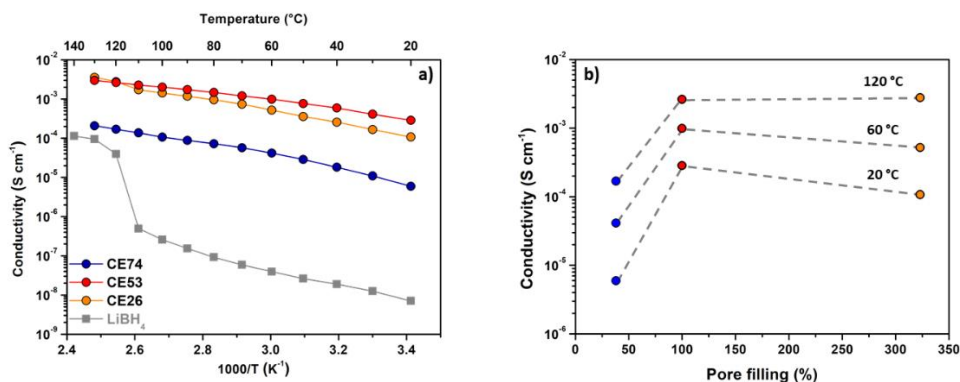 Temperature (°C)
140 120 100 80 60 40 20
a)
Conductivity (S cm⁻¹)
10⁻²
10⁻³
10⁻⁴
10⁻⁵
10⁻⁶
10⁻⁷
10⁻⁸
10⁻⁹
CE74
CE53
CE26
LiBH₄
2.4 2.6 2.8 3.0 3.2 3.4
1000/T (K⁻¹)
b)
120 °C
60 °C
20 °C
Conductivity (S cm⁻¹)
10⁻²
10⁻³
10⁻⁴
10⁻⁵
10⁻⁶
0 50 100 150 200 250 300 350
Pore filling (%)